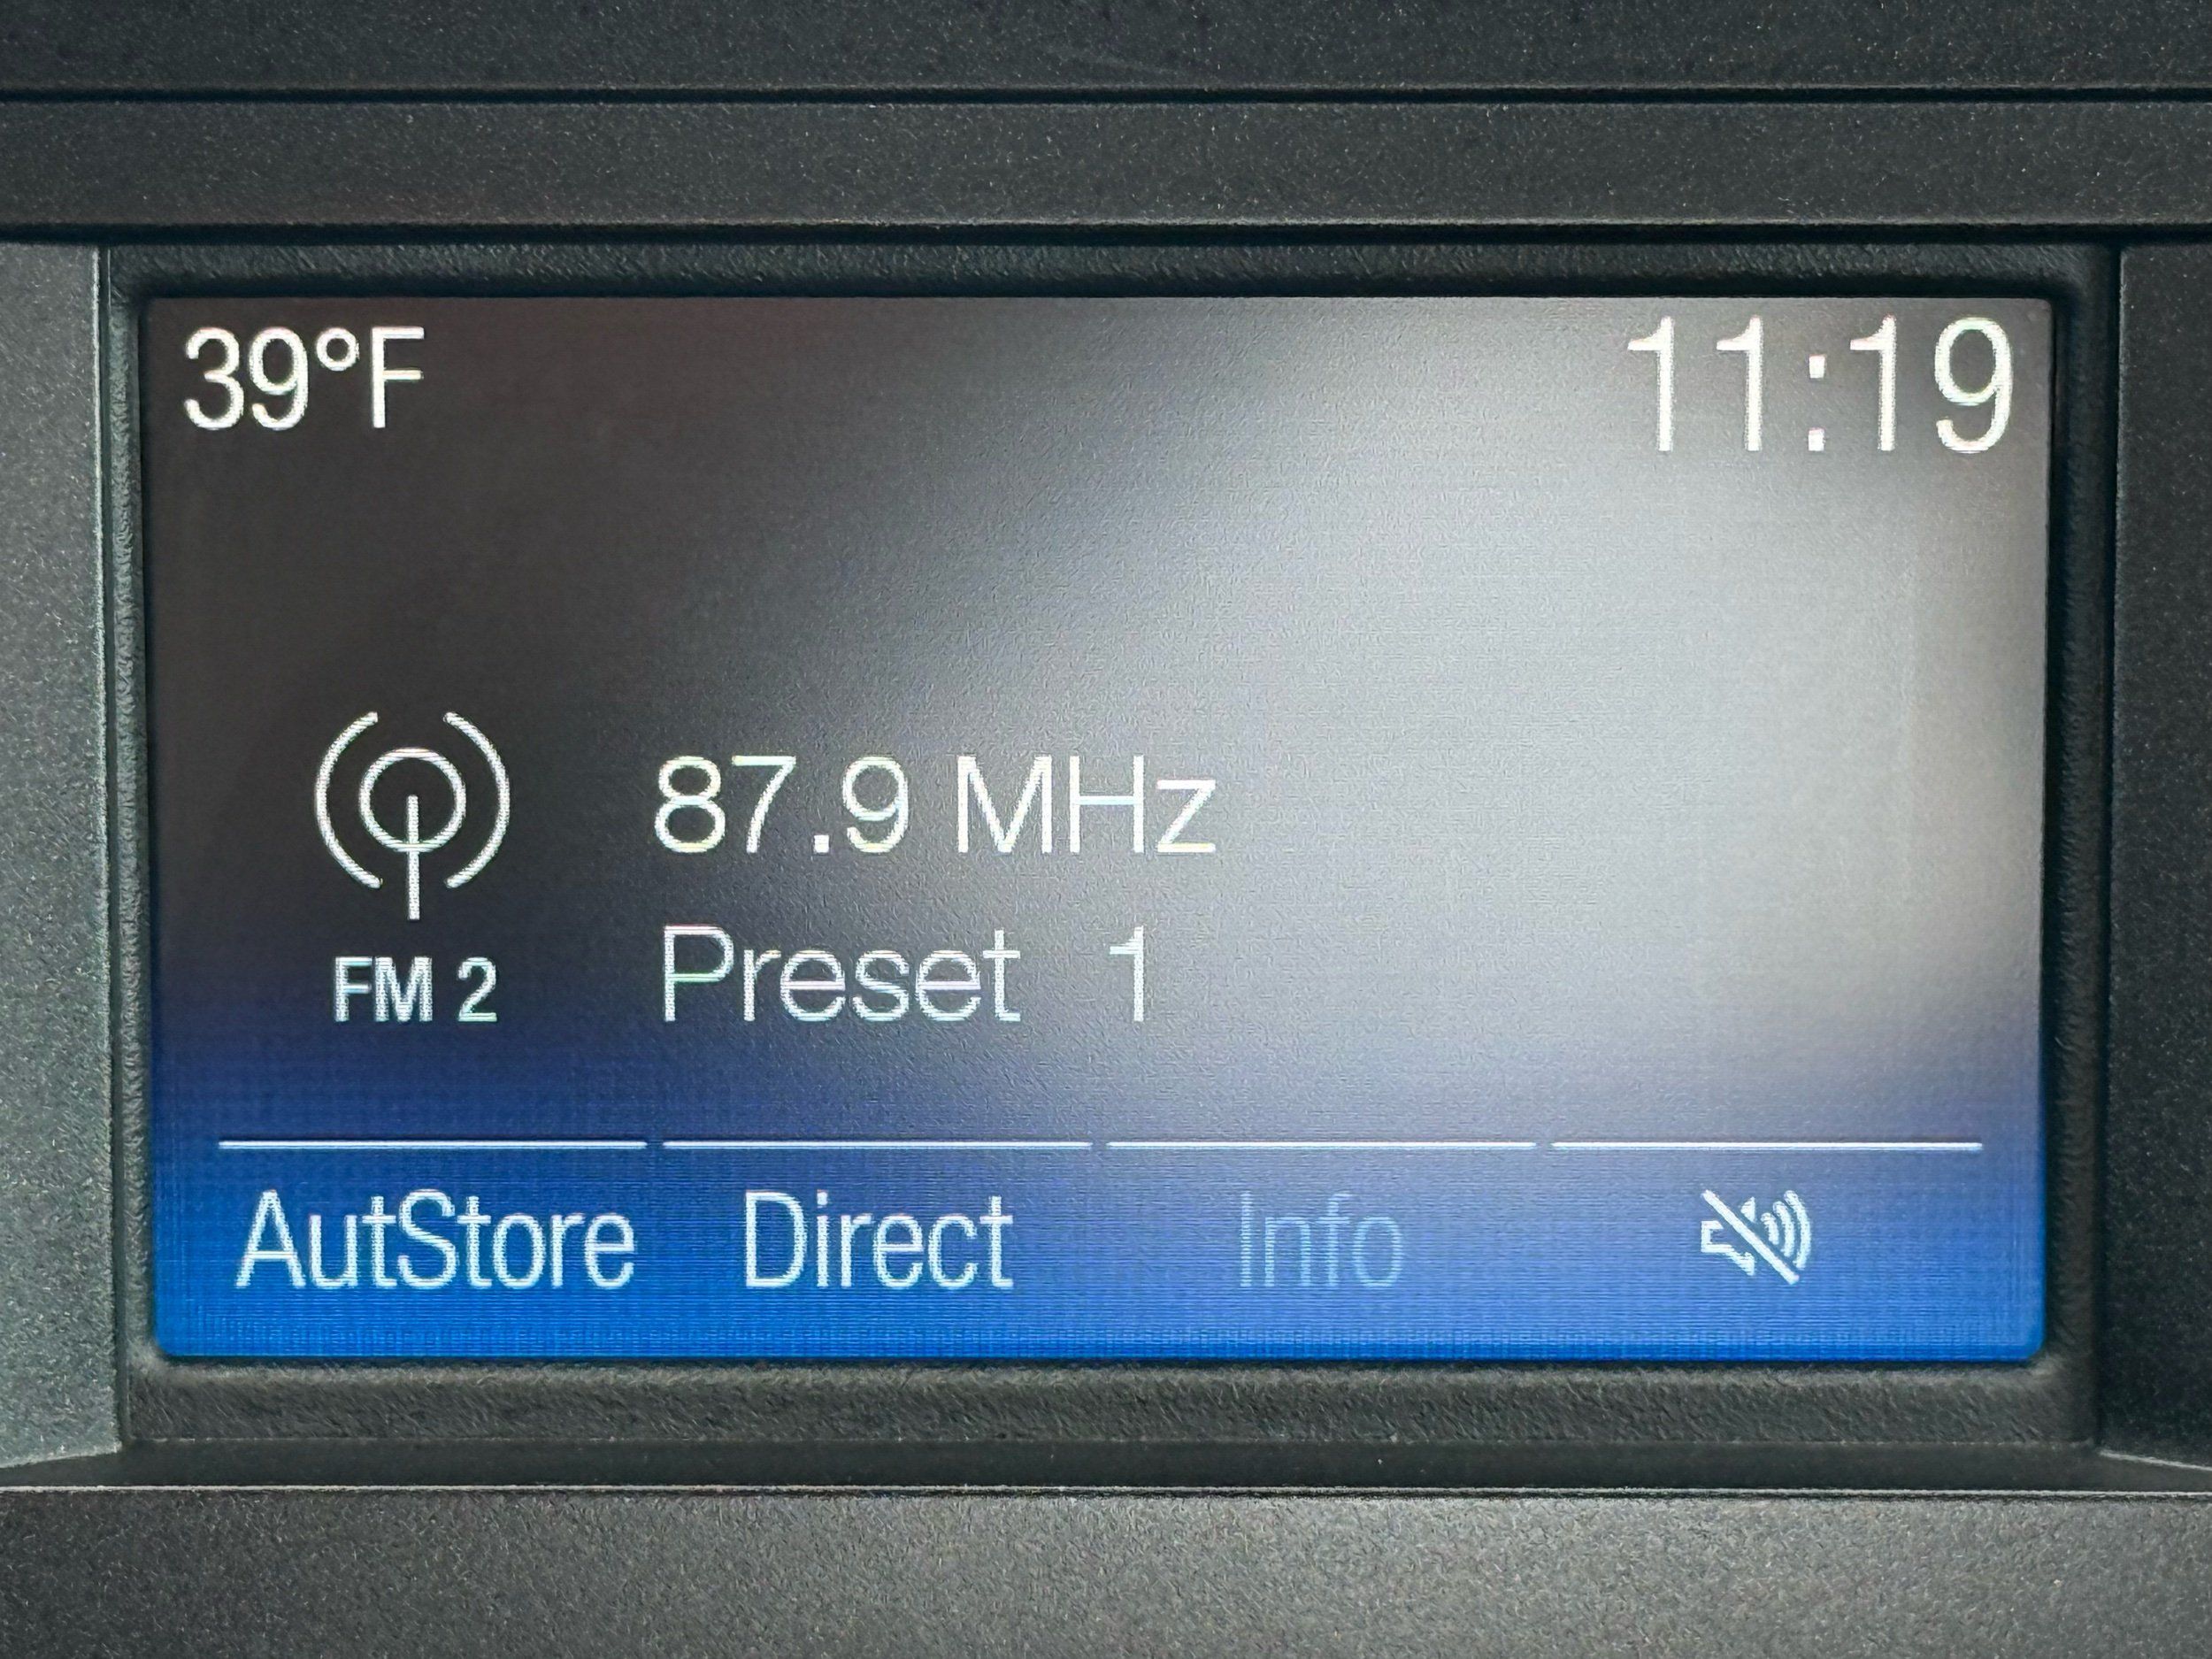 39°F 11:19
87.9 MHz
FM 2 Preset 1
AutStore Direct Info